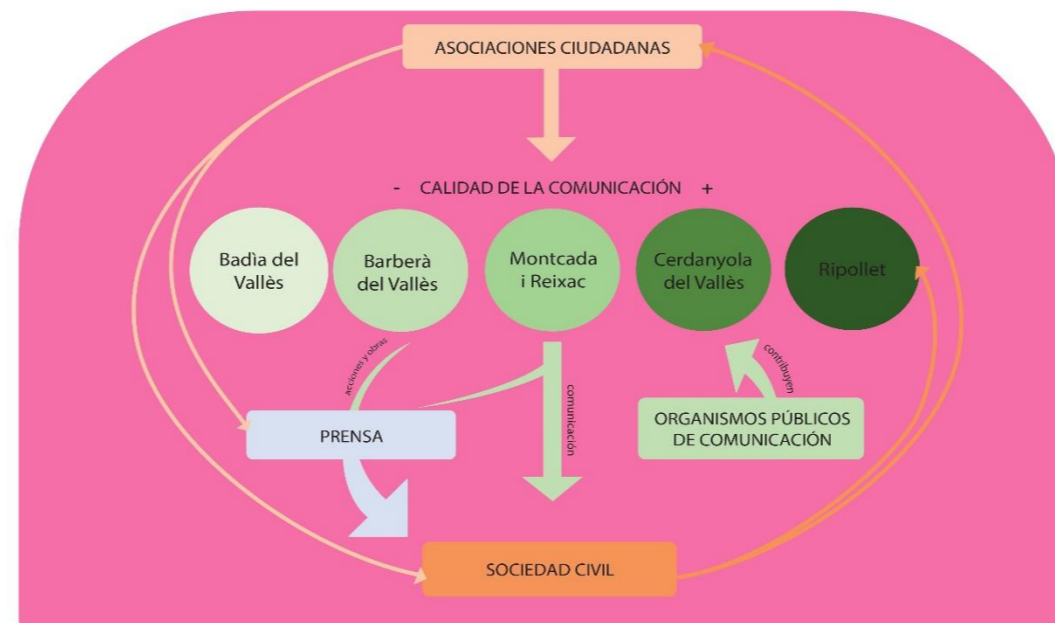 ASOCIACIONES CIUDADANAS
- CALIDAD DE LA COMUNICACIÓN +
Badìa del
Vallès
Barberà
del Vallès
Montcada
i Reixac
Cerdanyola
del Vallès
Ripollet
acciones y obras
comunicación
contribuyen
PRENSA
ORGANISMOS PÚBLICOS
DE COMUNICACIÓN
SOCIEDAD CIVIL